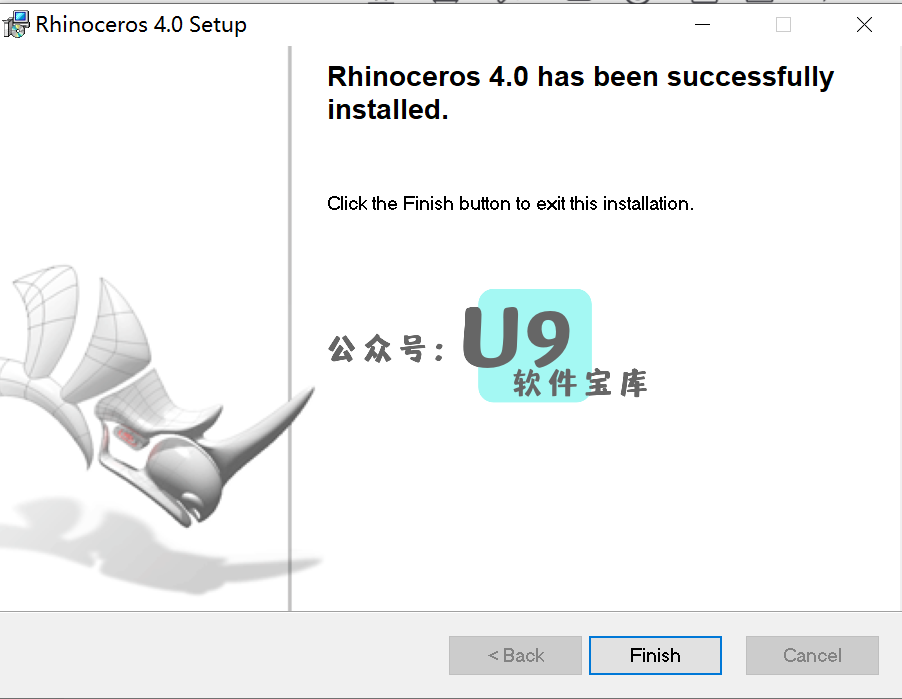 Rhinoceros 4.0 Setup
Rhinoceros 4.0 has been successfully
installed.
Click the Finish button to exit this installation.
公众号：U9
软件宝库
< Back
Finish
Cancel